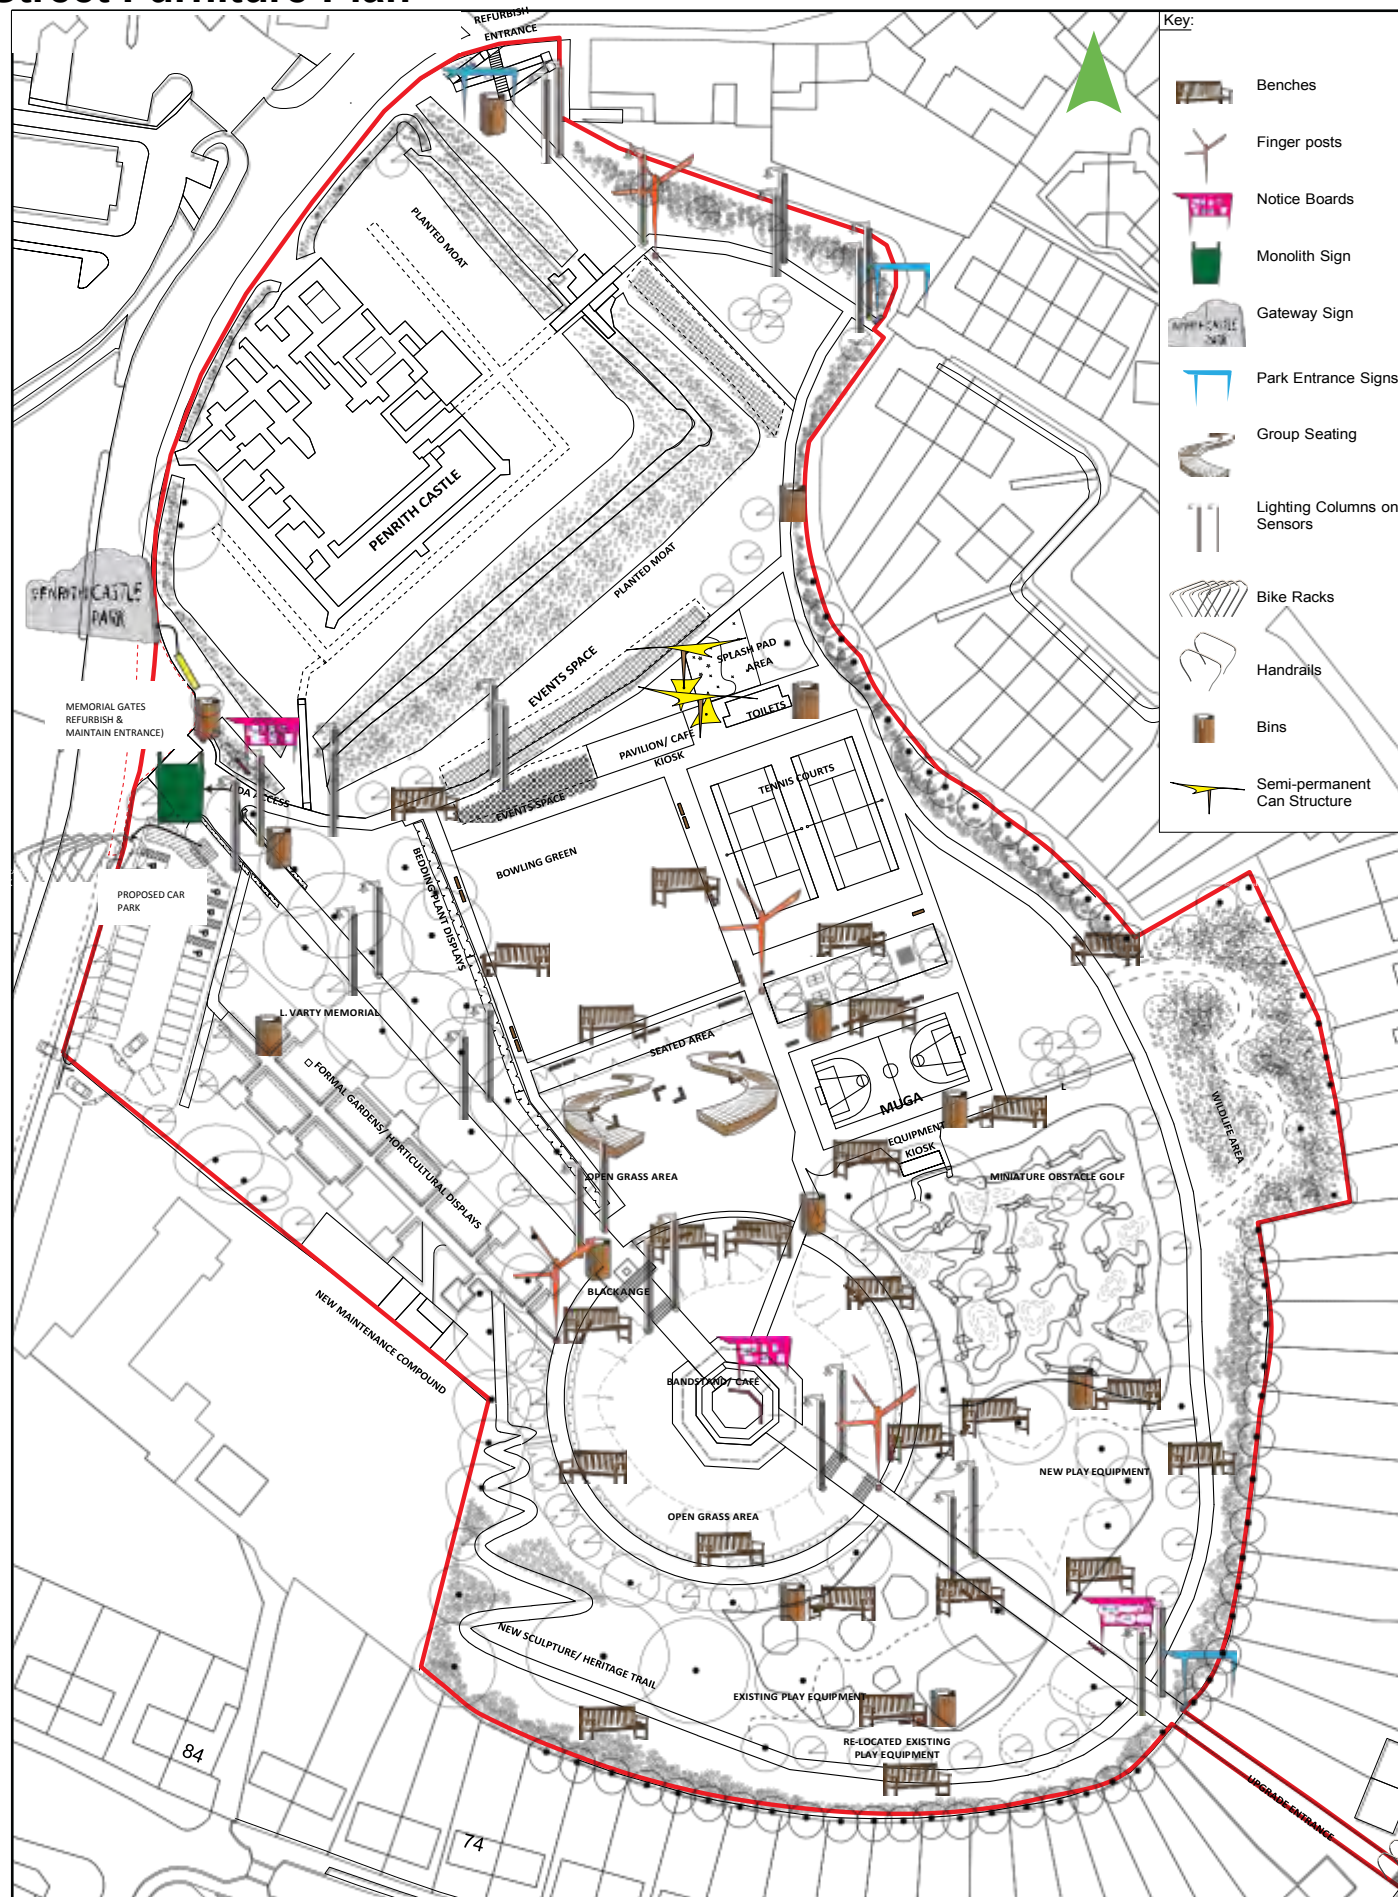 Street Furniture Plan
REFURBISH
ENTRANCE
Key:
Benches
Finger posts
Notice Boards
Monolith Sign
Gateway Sign
Park Entrance Signs
Group Seating
Lighting Columns on
Sensors
Bike Racks
Handrails
Bins
Semi-permanent
Can Structure
PLANTED MOAT
PENRITH CASTLE
PLANTED MOAT
PENRITH CASTLE
PARK
EVENTS SPACE
SPLASH PAD
AREA
TOILETS
MEMORIAL GATES
REFURBISH &
MAINTAIN ENTRANCE)
PAVILION/ CAFE
KIOSK
DA ACCESS
EVENTS SPACE
TENNIS COURTS
BOWLING GREEN
BEDDING PLANT DISPLAYS
PROPOSED CAR
PARK
L. VARTY MEMORIAL
SEATED AREA
FORMAL GARDENS/ HORTICULTURAL DISPLAYS
MUGA
L
WILDLIFE AREA
EQUIPMENT
KIOSK
OPEN GRASS AREA
MINIATURE OBSTACLE GOLF
BLACKANGE
NEW MAINTENANCE COMPOUND
BANDSTAND/ CAFE
NEW PLAY EQUIPMENT
OPEN GRASS AREA
NEW SCULPTURE/ HERITAGE TRAIL
EXISTING PLAY EQUIPMENT
RE-LOCATED EXISTING
PLAY EQUIPMENT
UPGRADE ENTRANCE
84
74